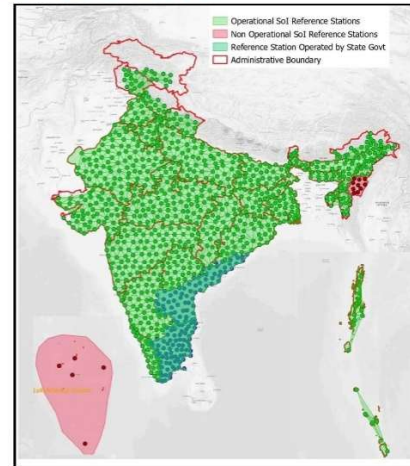 Operational SoI Reference Stations
Non Operational SoI Reference Stations
Reference Station Operated by State Govt
Administrative Boundary